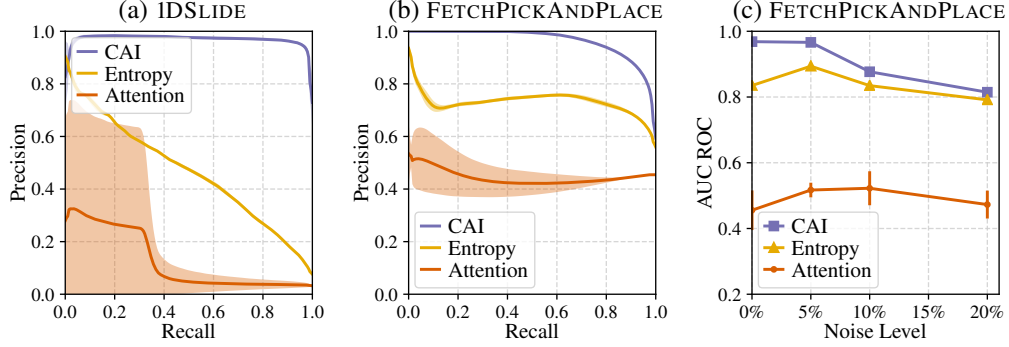 (a) 1DSLIDE
Precision
1.0
0.8
0.6
0.4
0.2
0.0
CAI
Entropy
Attention
0.0 0.2 0.4 0.6 0.8 1.0
Recall
(b) FETCHPICKANDPLACE
Precision
1.0
0.8
0.6
0.4
0.2
0.0
CAI
Entropy
Attention
0.0 0.2 0.4 0.6 0.8 1.0
Recall
(c) FETCHPICKANDPLACE
AUC ROC
1.0
0.8
0.6
0.4
0.2
CAI
Entropy
Attention
0% 5% 10% 15% 20%
Noise Level